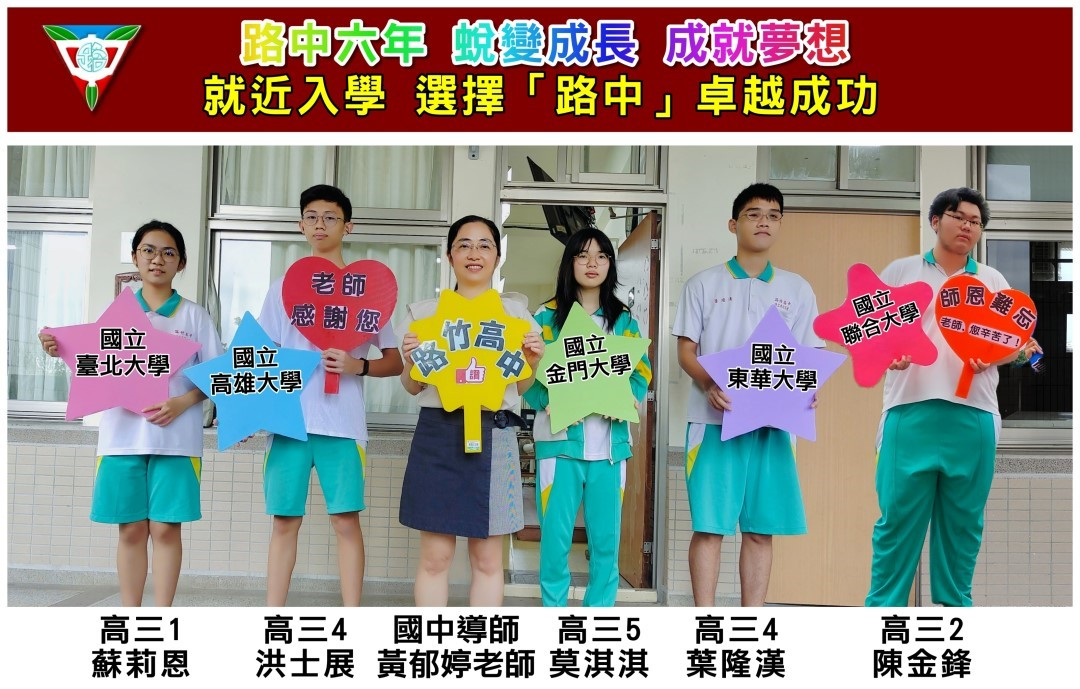 路中六年 蛻變成長 成就夢想
就近入學 選擇「路中」卓越成功
國立
臺北大學
國立
高雄大學
老師
感謝您
路竹高中
讚
國立
金門大學
國立
東華大學
國立
聯合大學
師恩難忘
老師,您辛苦了!
高三1
蘇莉恩
高三4
洪士展
國中導師
黃郁婷老師
高三5
莫淇淇
高三4
葉隆漢
高三2
陳金鋒